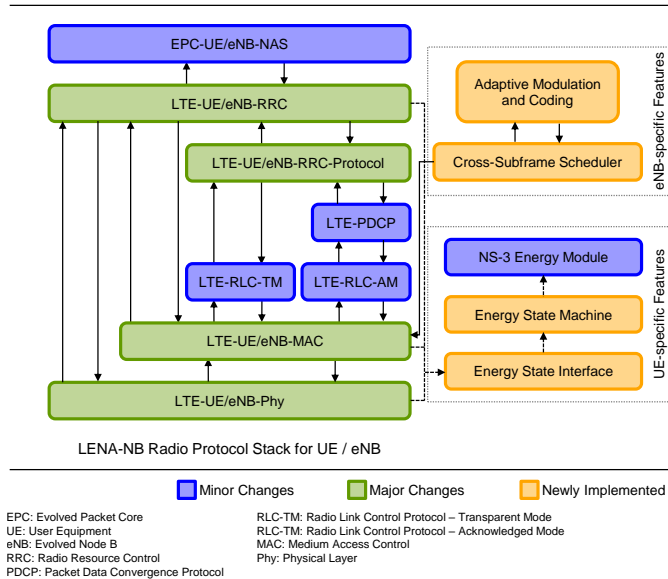 EPC-UE/eNB-NAS
LTE-UE/eNB-RRC
LTE-UE/eNB-RRC-Protocol
LTE-PDCP
LTE-RLC-TM
LTE-RLC-AM
LTE-UE/eNB-MAC
LTE-UE/eNB-Phy
Adaptive Modulation
and Coding
Cross-Subframe Scheduler
eNB-specific Features
NS-3 Energy Module
Energy State Machine
Energy State Interface
UE-specific Features
LENA-NB Radio Protocol Stack for UE / eNB
Minor Changes
Major Changes
Newly Implemented
EPC: Evolved Packet Core
UE: User Equipment
eNB: Evolved Node B
RRC: Radio Resource Control
PDCP: Packet Data Convergence Protocol
RLC-TM: Radio Link Control Protocol – Transparent Mode
RLC-TM: Radio Link Control Protocol – Acknowledged Mode
MAC: Medium Access Control
Phy: Physical Layer